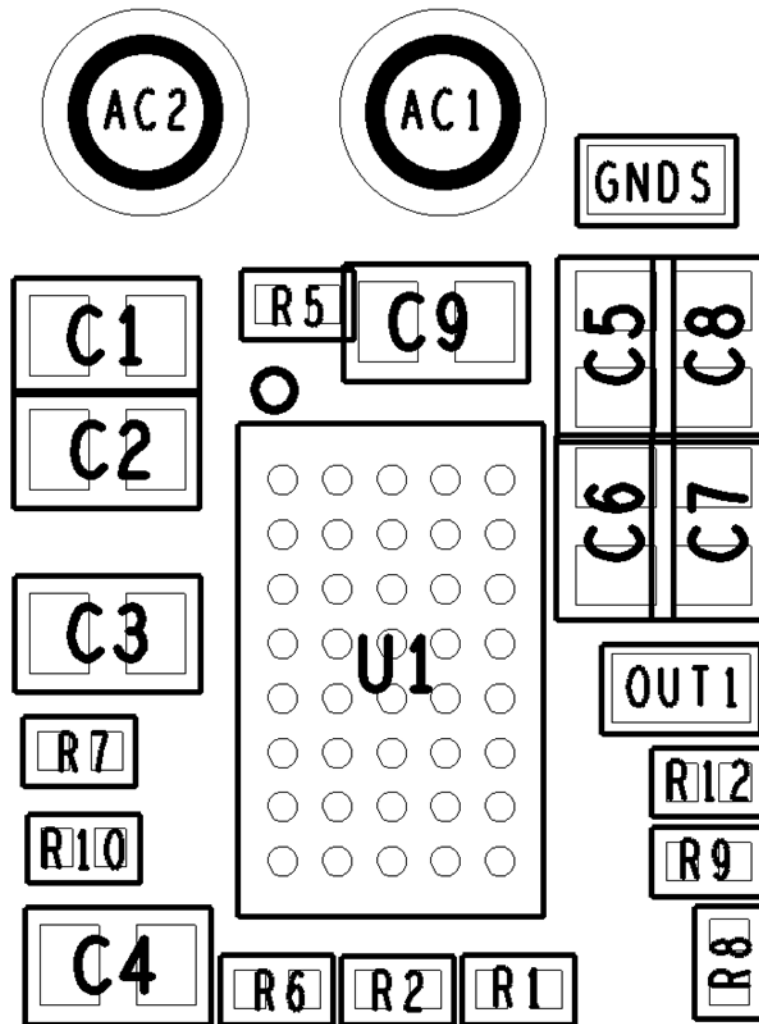 AC2 AC1
GNDS
R5 C9 C5 C8
C1
C2
C6 C7
C3
U1
OUT1
R7
R12
R10
R9
C4
R8
R6 R2 R1